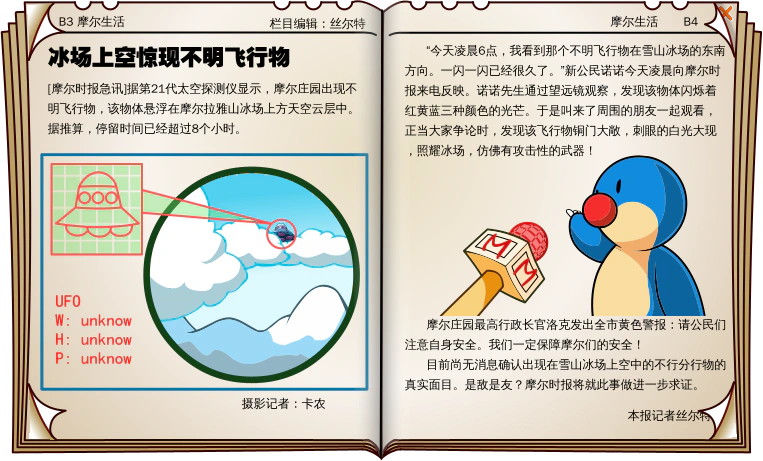 B3 摩尔生活
栏目编辑：丝尔特
冰场上空惊现不明飞行物
[摩尔时报急讯]据第21代太空探测仪显示，摩尔庄园出现不
明飞行物，该物体悬浮在摩尔拉雅山冰场上方天空云层中。
据推算，停留时间已经超过8个小时。
UFO
W: unknow
H: unknow
P: unknow
摄影记者：卡农
摩尔生活 B4
“今天凌晨6点，我看到那个不明飞行物在雪山冰场的东南
方向。一闪一闪已经很久了。”新公民诺诺今天凌晨向摩尔时
报来电反映。诺诺先生通过望远镜观察，发现该物体闪烁着
红黄蓝三种颜色的光芒。于是叫来了周围的朋友一起观看，
正当大家争论时，发现该飞行物铜门大敞，刺眼的白光大现
，照耀冰场，仿佛有攻击性的武器！
M M
摩尔庄园最高行政长官洛克发出全市黄色警报：请公民们
注意自身安全。我们一定保障摩尔们的安全！
目前尚无消息确认出现在雪山冰场上空中的不行分行物的
真实面目。是敌是友？摩尔时报将就此事做进一步求证。
本报记者丝尔特